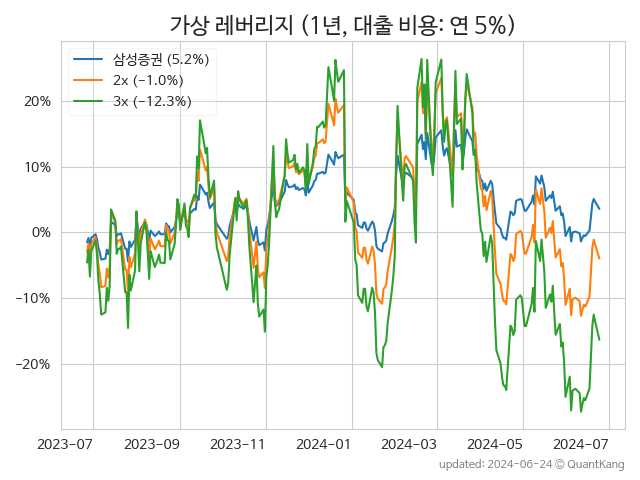 가상 레버리지 (1년, 대출 비용: 연 5%)
삼성증권 (5.2%)
2x (−1.0%)
3x (−12.3%)
20%
10%
0%
−10%
−20%
2023-07 2023-09 2023-11 2024-01 2024-03 2024-05 2024-07
updated: 2024-06-24 ⓒ QuantKang